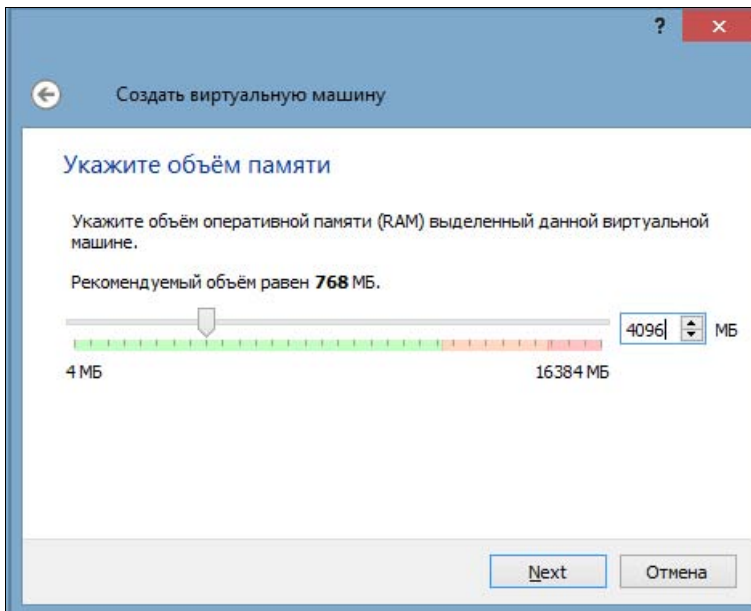 ?
Создать виртуальную машину
Укажите объём памяти
Укажите объём оперативной памяти (RAM) выделенный данной виртуальной
машине.
Рекомендуемый объём равен 768 МБ.
4096 МБ
4 МБ 16384 МБ
Next Отмена